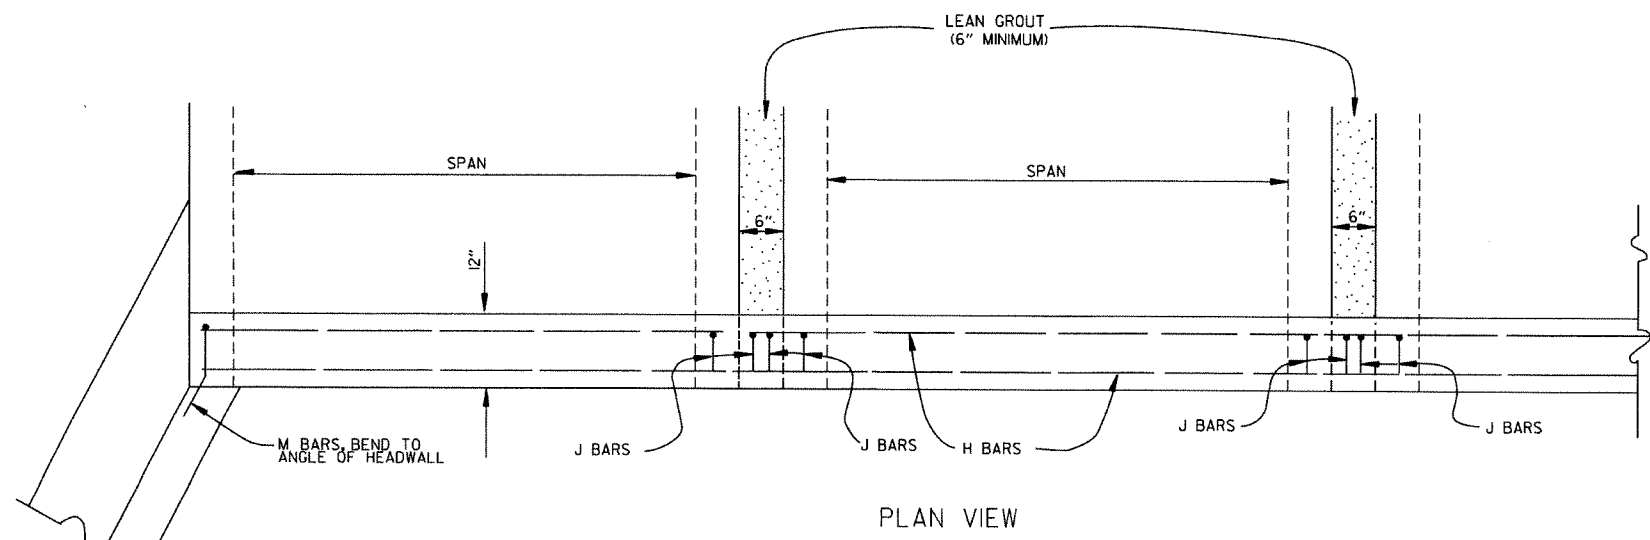 LEAN GROUT
(6" MINIMUM)
SPAN
SPAN
6"
6"
12"
M BARS, BEND TO
ANGLE OF HEADWALL
J BARS
J BARS
H BARS
J BARS
J BARS
PLAN VIEW